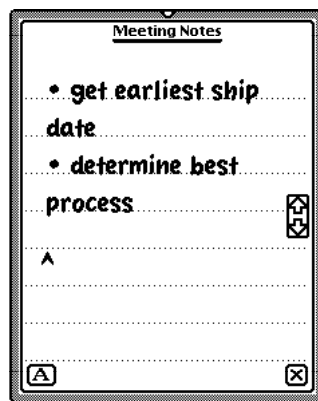 Meeting Notes
• get earliest ship
date
• determine best
process
A